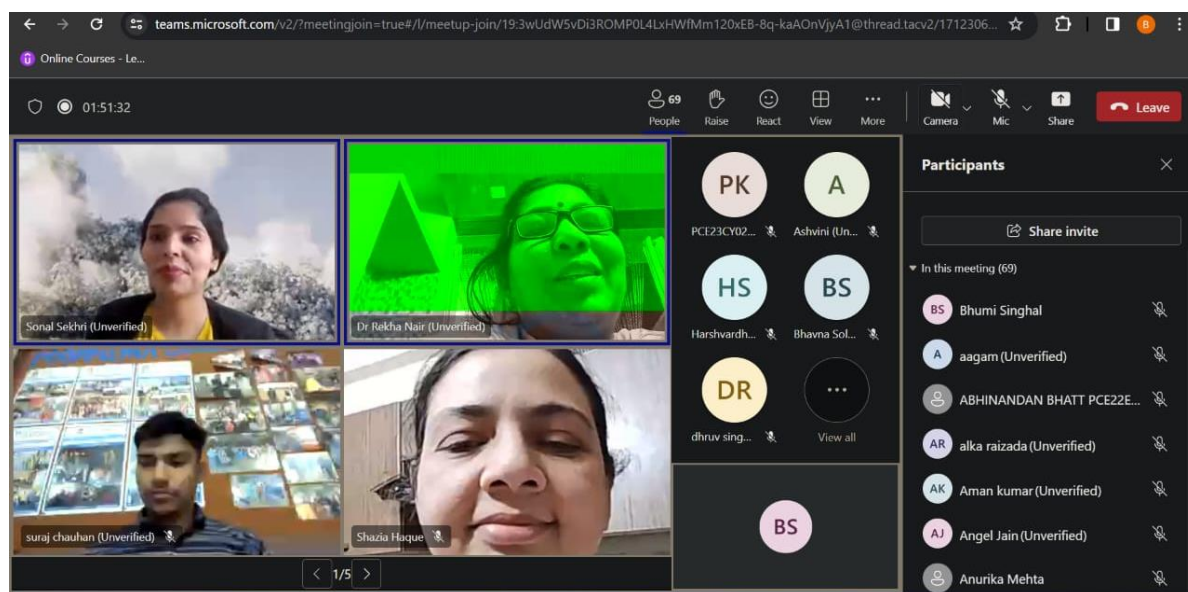 teams.microsoft.com/v2/?meetingjoin=true#/l/meetup-join/19:3wUdW5vDi3ROMP0L4LxHWfMm120xEB-8q-kaAOnVjyA1@thread.tacv2/1712306...
B
Online Courses - Le...
01:51:32
69
People
Raise
React
View
More
Camera
Mic
Share
Leave
Sonal Sekhri (Unverified)
Dr Rekha Nair (Unverified)
suraj chauhan (Unverified)
Shazia Haque
1/5
PK
PCE23CY02...
A
Ashvini (Un...
HS
Harshvardh...
BS
Bhavna Sol...
DR
dhruv sing...
...
View all
BS
Participants
Share invite
In this meeting (69)
BS
Bhumi Singhal
A
aagam (Unverified)
ABHINANDAN BHATT PCE22E...
AR
alka raizada (Unverified)
AK
Aman kumar (Unverified)
AJ
Angel Jain (Unverified)
Anurika Mehta